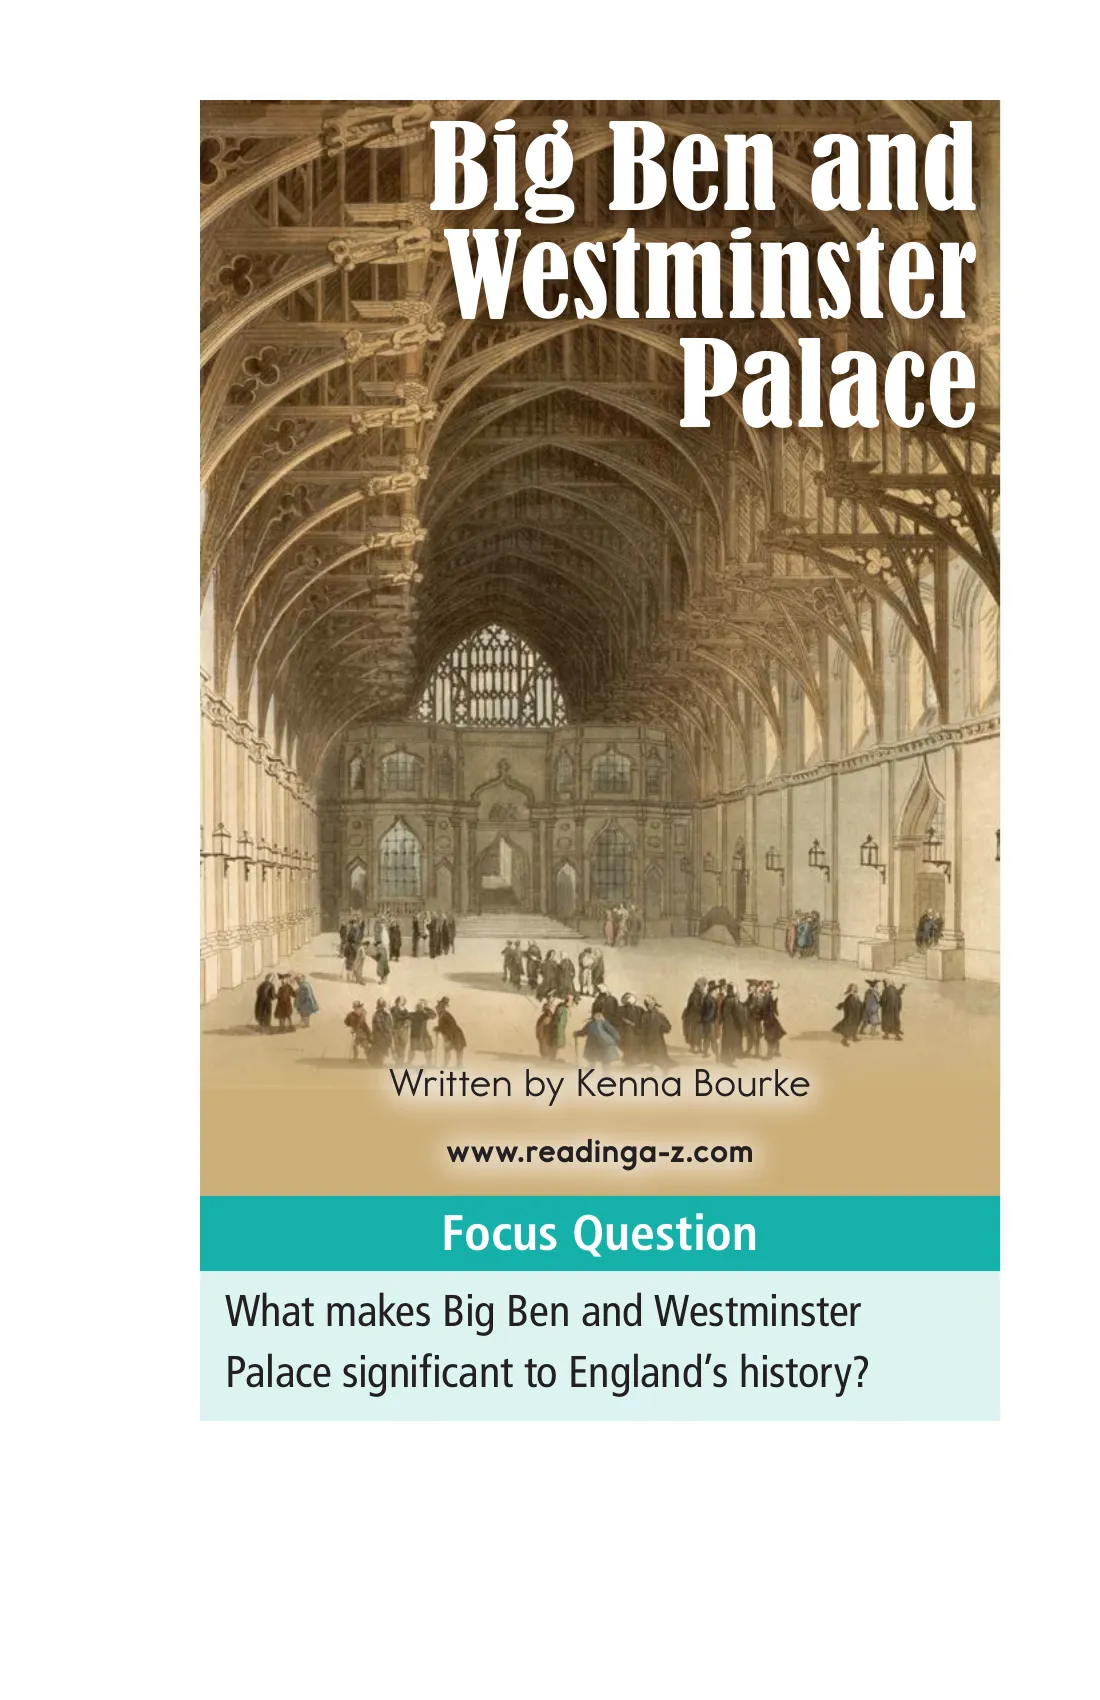 Big Ben and
Westminster
Palace
Written by Kenna Bourke
www.readinga-z.com
Focus Question
What makes Big Ben and Westminster
Palace significant to England’s history?